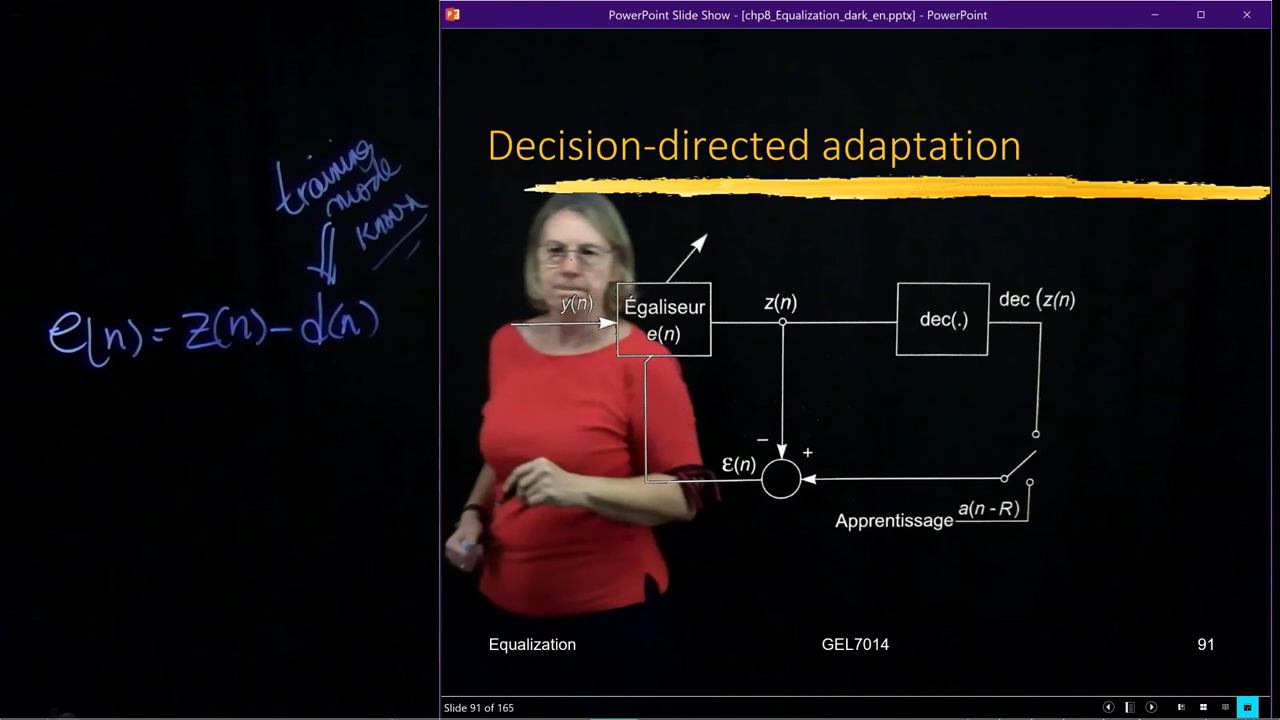 PowerPoint Slide Show - [chp8_Equalization_dark_en.pptx] - PowerPoint
Decision-directed adaptation
training
mode
known
e(n) = z(n) - d(n)
y(n)
Égaliseur
e(n)
z(n)
dec(.)
dec (z(n)
−
+
ε(n)
Apprentissage
a(n - R)
Equalization
GEL7014
91
Slide 91 of 165